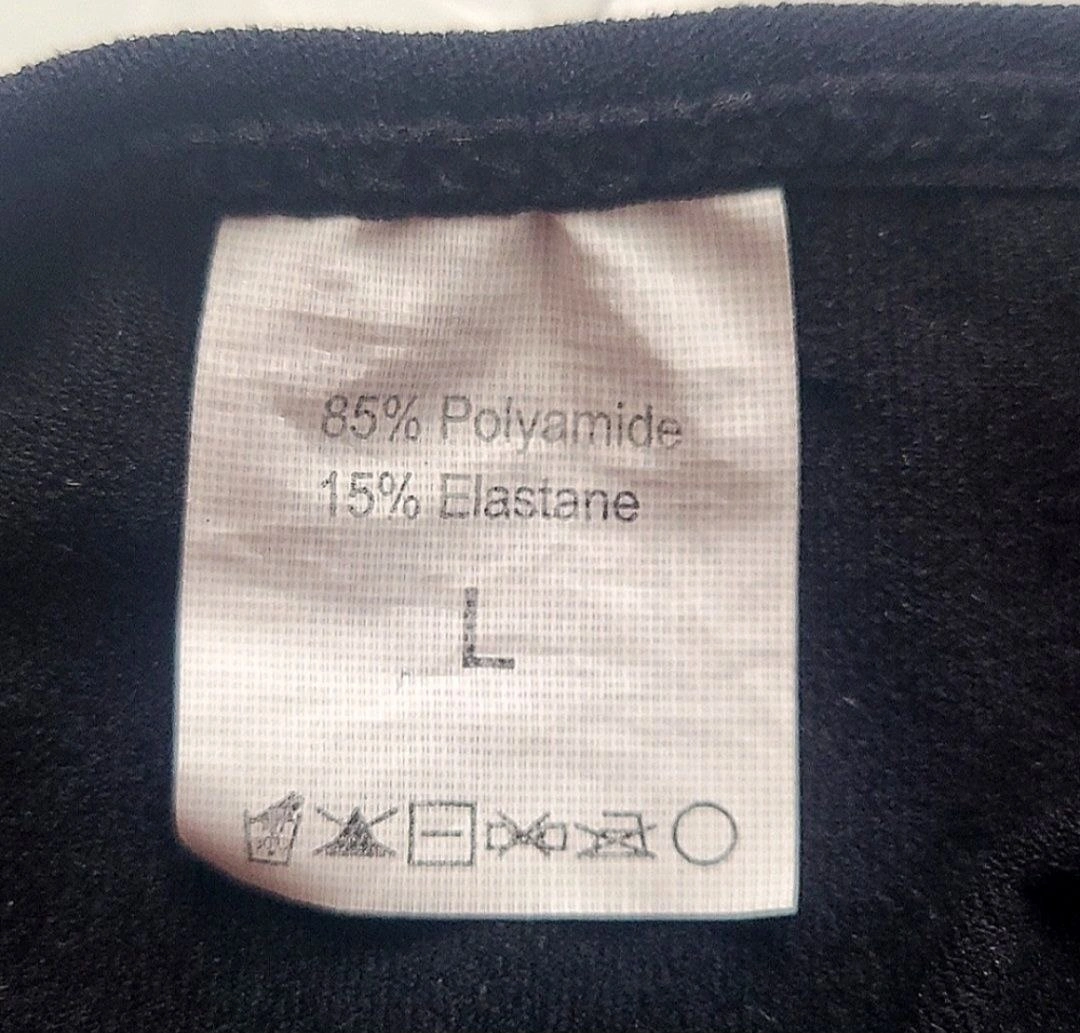 85% Polyamide
15% Elastane
L